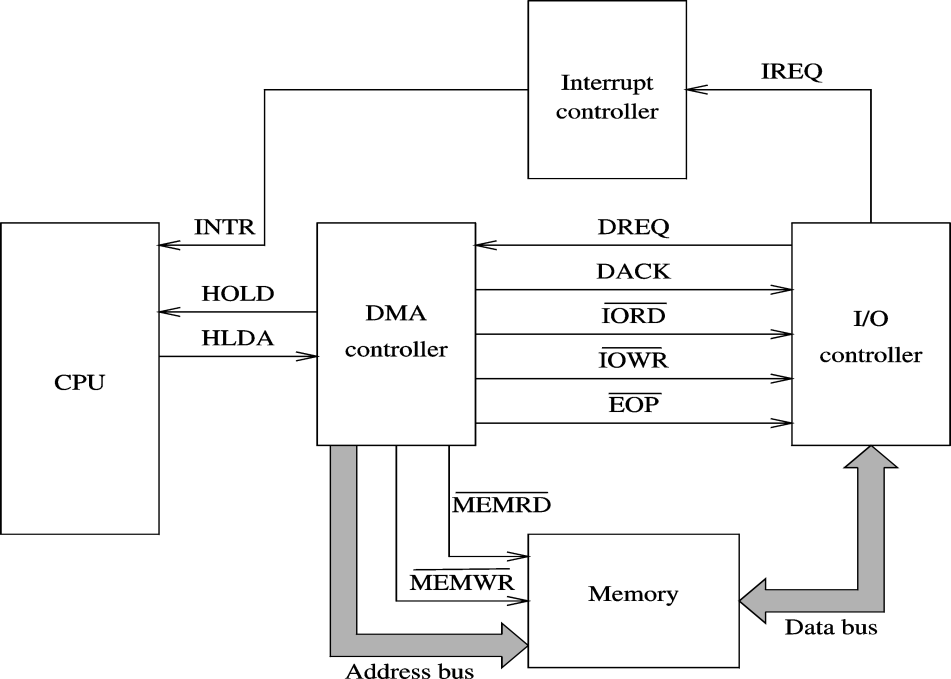 Interrupt
controller
IREQ
INTR
HOLD
HLDA
CPU
DMA
controller
DREQ
DACK
IORD
IOWR
EOP
I/O
controller
MEMRD
MEMWR
Memory
Data bus
Address bus